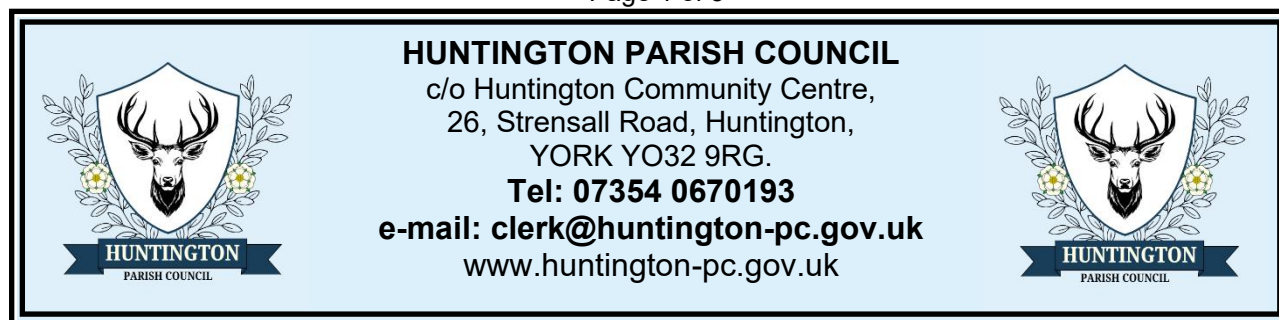 HUNTINGTON PARISH COUNCIL
c/o Huntington Community Centre,
26, Strensall Road, Huntington,
YORK YO32 9RG.
Tel: 07354 0670193
e-mail: clerk@huntington-pc.gov.uk
www.huntington-pc.gov.uk
HUNTINGTON
PARISH COUNCIL
HUNTINGTON
PARISH COUNCIL